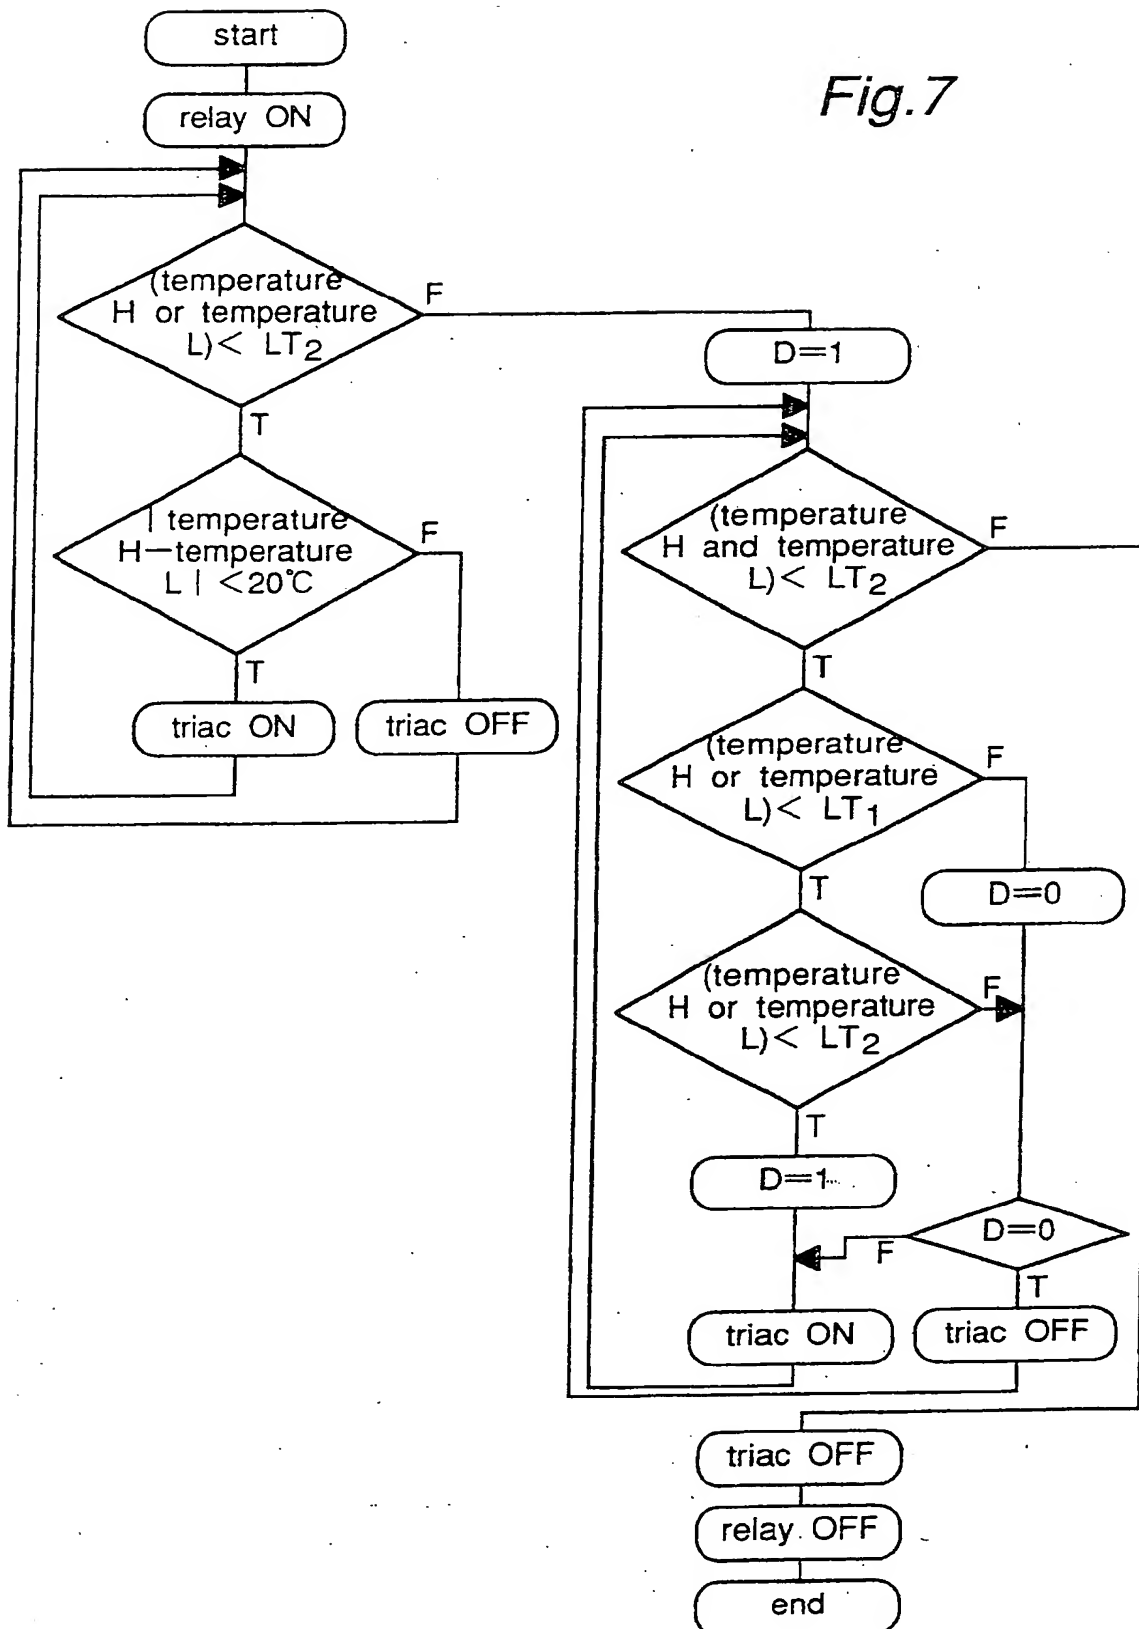 start
Fig.7
relay ON
(temperature
H or temperature
L)< LT2
F
T
D=1
| temperature
H−temperature
L | <20℃
F
T
triac ON
triac OFF
(temperature
H and temperature
L)< LT2
F
T
(temperature
H or temperature
L)< LT1
F
T
D=0
(temperature
H or temperature
L)< LT2
F
T
D=1
D=0
F
T
triac ON
triac OFF
triac OFF
relay OFF
end